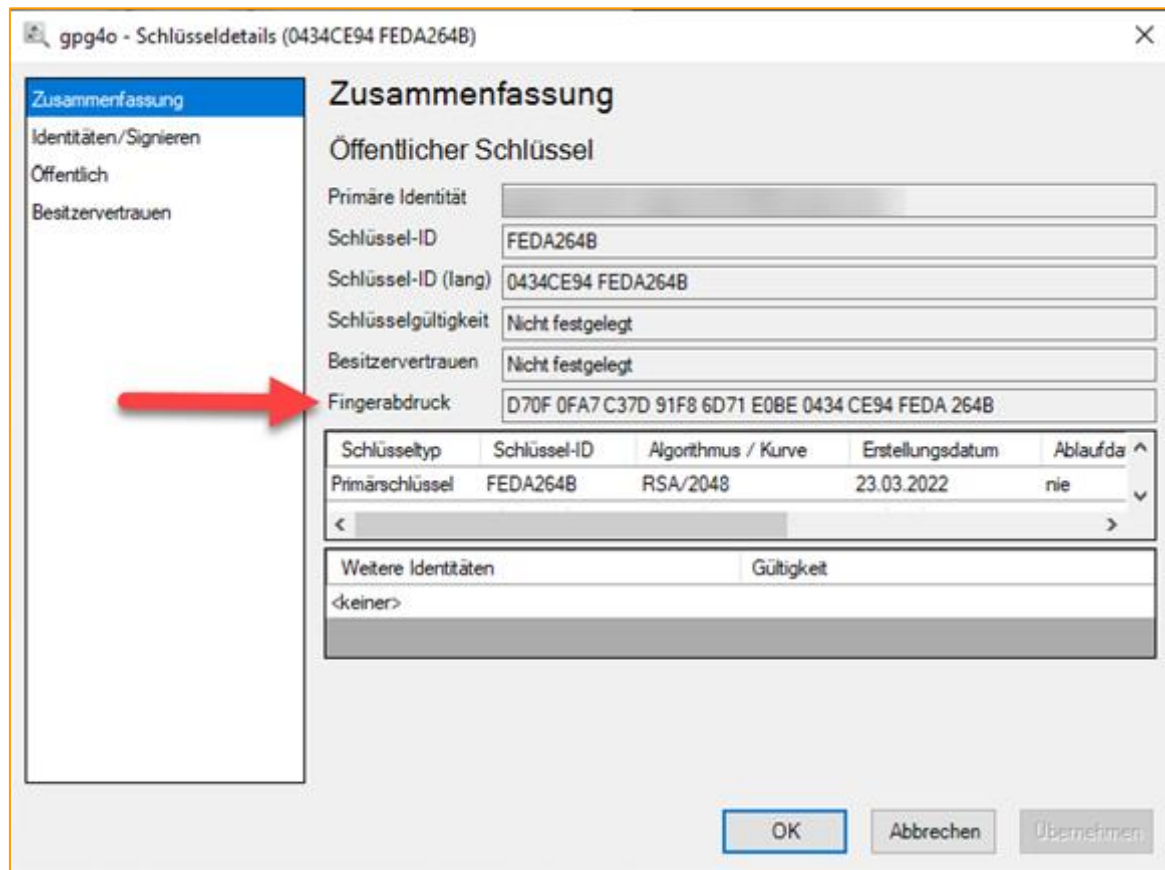 gpg4o - Schlüsseldetails (0434CE94 FEDA264B)
Zusammenfassung
Identitäten/Signieren
Öffentlich
Besitzervertrauen
Zusammenfassung
Öffentlicher Schlüssel
Primäre Identität
Schlüssel-ID FEDA264B
Schlüssel-ID (lang) 0434CE94 FEDA264B
Schlüsselgültigkeit Nicht festgelegt
Besitzervertrauen Nicht festgelegt
Fingerabdruck D70F 0FA7 C37D 91F8 6D71 E0BE 0434 CE94 FEDA 264B
Schlüsseltyp Schlüssel-ID Algorithmus / Kurve Erstellungsdatum Ablaufda
Primärschlüssel FEDA264B RSA/2048 23.03.2022 nie
Weitere Identitäten Gültigkeit
<keiner>
OK Abbrechen Übernehmen